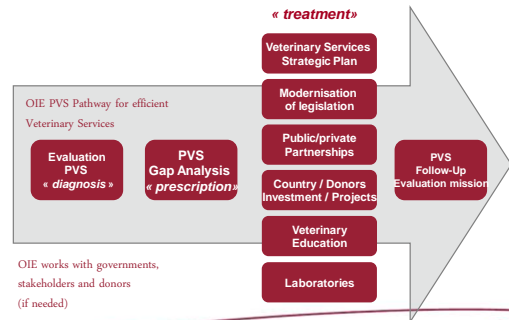 « treatment»
Veterinary Services
Strategic Plan
Modernisation
of legislation
OIE PVS Pathway for efficient
Veterinary Services
Public/private
Partnerships
Evaluation
PVS
« diagnosis »
PVS
Gap Analysis
« prescription»
Country / Donors
Investment / Projects
PVS
Follow-Up
Evaluation mission
Veterinary
Education
OIE works with governments,
stakeholders and donors
(if needed)
Laboratories